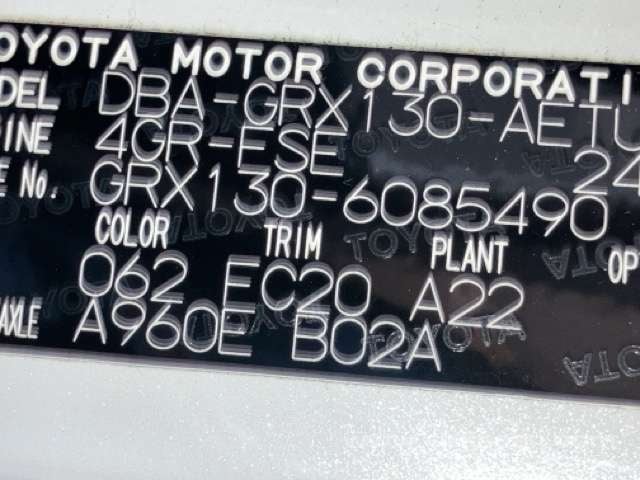 TOYOTA MOTOR CORPORATI
DEL DBA-GRX130-AETU
INE 4GR-FSE 24
E No. GRX130-6085490
COLOR TRIM PLANT OP
062 EC20 A22
AXLE A960E B02A